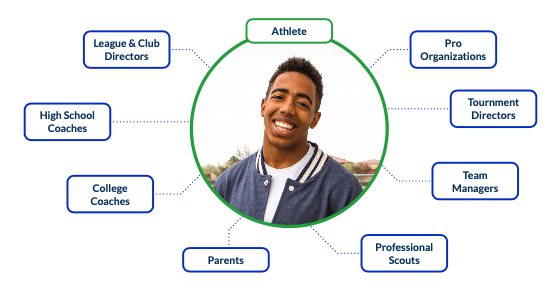 Athlete
League & Club
Directors
Pro
Organizations
High School
Coaches
Tournment
Directors
College
Coaches
Team
Managers
Parents
Professional
Scouts